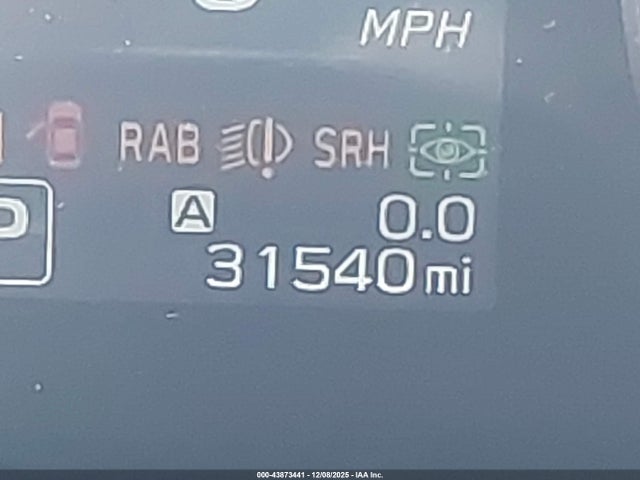 MPH
RAB SRH
P
A 0.0
31540 mi
000-43873441 - 12/08/2025 - IAA Inc.